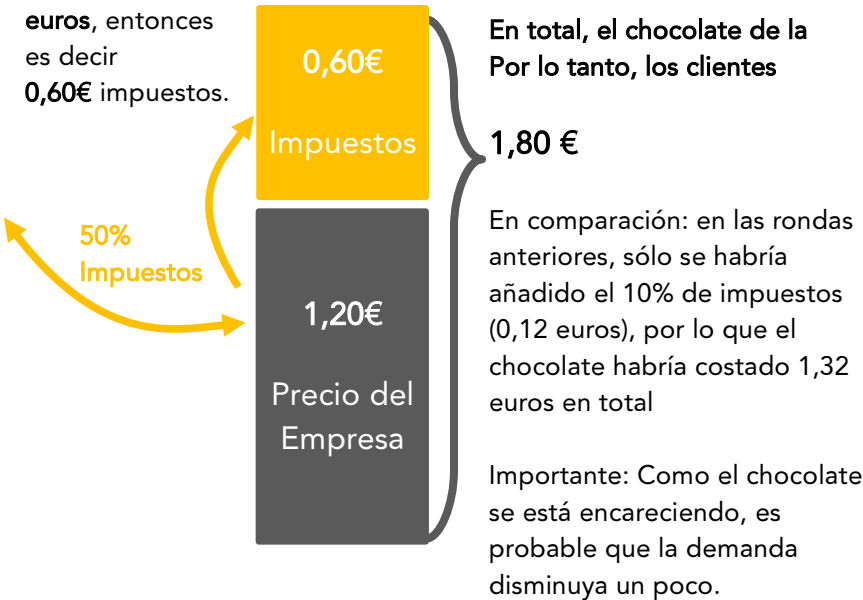 euros, entonces
es decir
0,60€ impuestos.
50%
Impuestos
0,60€
Impuestos
1,20€
Precio del
Empresa
En total, el chocolate de la
Por lo tanto, los clientes
1,80 €
En comparación: en las rondas
anteriores, sólo se habría
añadido el 10% de impuestos
(0,12 euros), por lo que el
chocolate habría costado 1,32
euros en total
Importante: Como el chocolate
se está encareciendo, es
probable que la demanda
disminuya un poco.